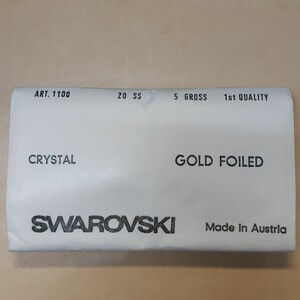 ART. 1100 20 SS 5 GROSS 1st QUALITY
CRYSTAL GOLD FOILED
SWAROVSKI Made in Austria